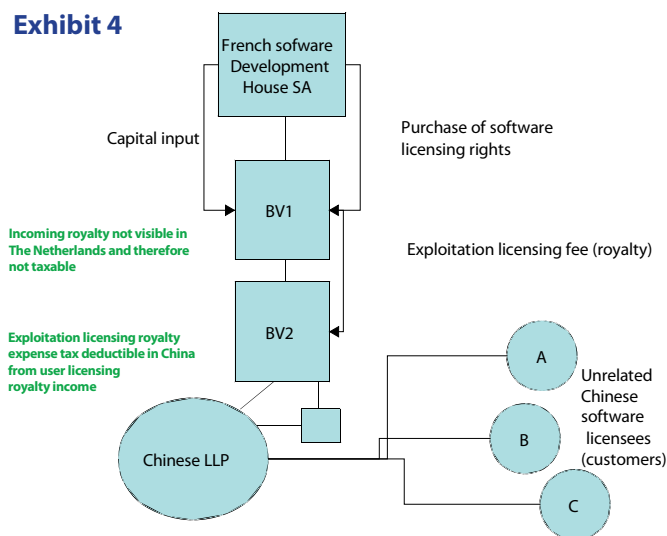 Exhibit 4
French sofware
Development
House SA
Capital input
Purchase of software
licensing rights
BV1
Incoming royalty not visible in
The Netherlands and therefore
not taxable
Exploitation licensing fee (royalty)
BV2
Exploitation licensing royalty
expense tax deductible in China
from user licensing
royalty income
A
Unrelated
Chinese
software
licensees
(customers)
B
Chinese LLP
C